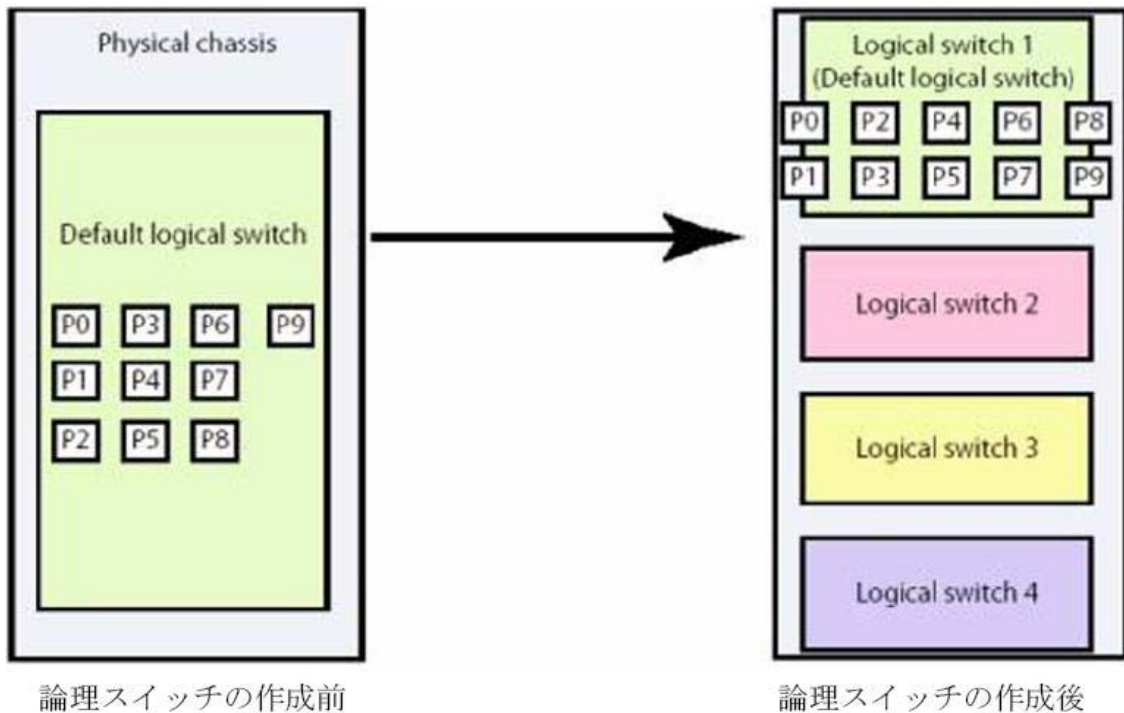 Physical chassis
Default logical switch
P0 P3 P6 P9
P1 P4 P7
P2 P5 P8
論理スイッチの作成前
Logical switch 1
(Default logical switch)
P0 P2 P4 P6 P8
P1 P3 P5 P7 P9
Logical switch 2
Logical switch 3
Logical switch 4
論理スイッチの作成後